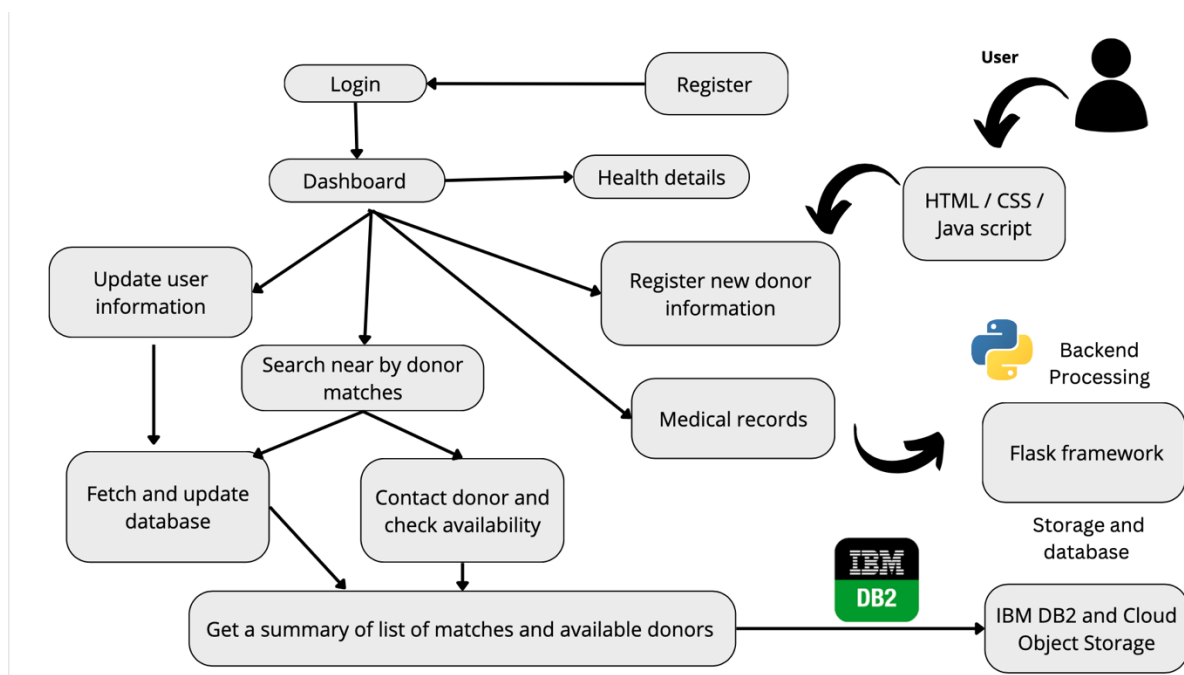 User
Login
Register
Dashboard
Health details
HTML / CSS /
Java script
Update user
information
Register new donor
information
Search near by donor
matches
Backend
Processing
Medical records
Flask framework
Fetch and update
database
Contact donor and
check availability
Storage and
database
IBM
DB2
Get a summary of list of matches and available donors
IBM DB2 and Cloud
Object Storage